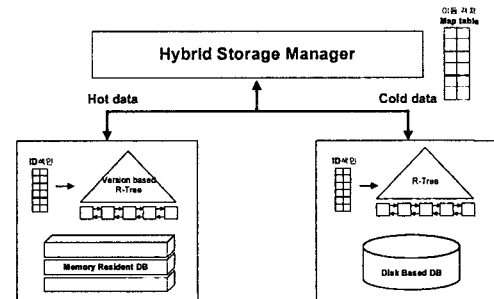 이동 객체
Map table
Hybrid Storage Manager
Hot data
Cold data
ID색인
Version based
R-Tree
Memory Resident DB
ID색인
R-Tree
Disk Based DB